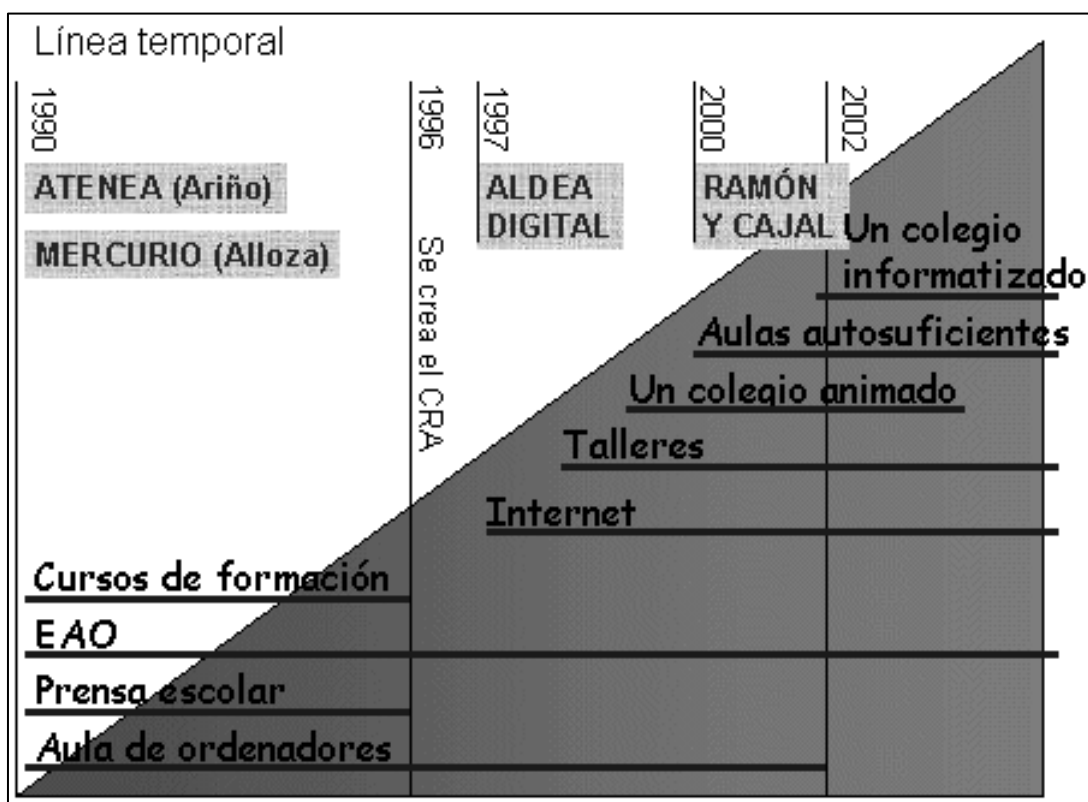 Línea temporal
1990
1996
1997
2000
2002
ATENEA (Ariño)
MERCURIO (Alloza)
Se crea el CRA
ALDEA
DIGITAL
RAMÓN
Y CAJAL
Un colegio
informatizado
Aulas autosuficientes
Un colegio animado
Talleres
Internet
Cursos de formación
EAO
Prensa escolar
Aula de ordenadores